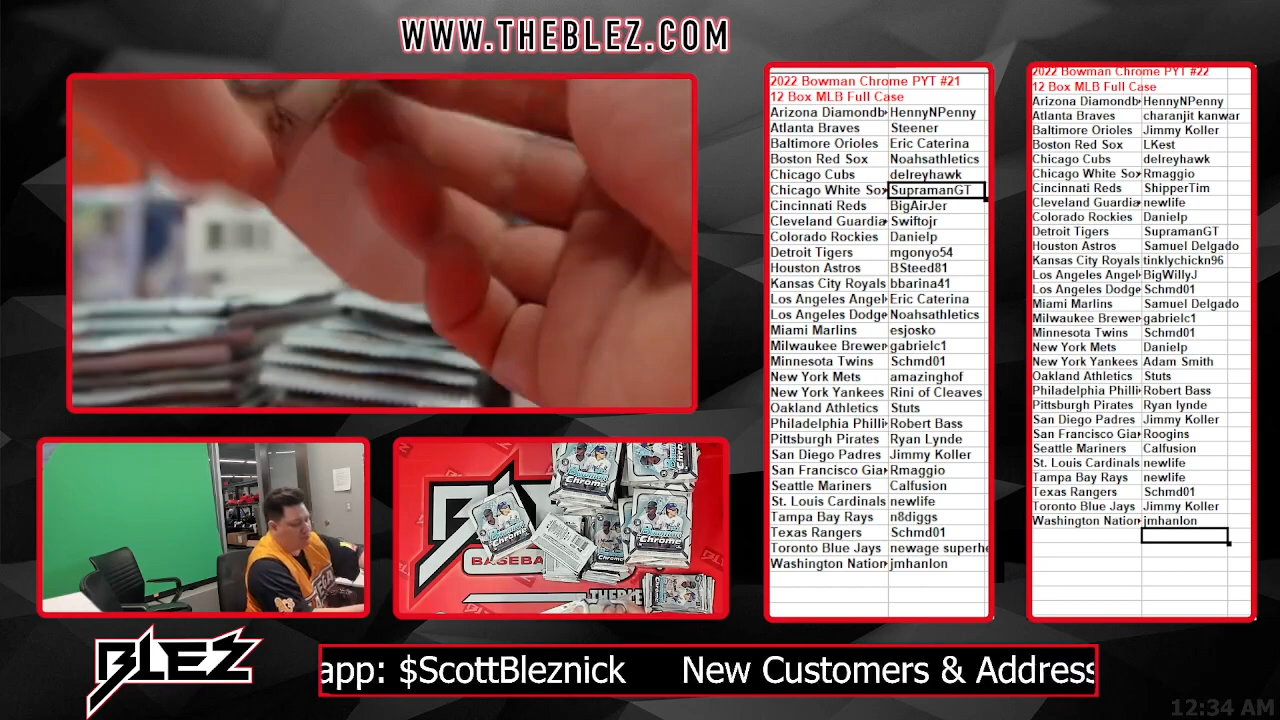 WWW.THEBLEZ.COM
2022 Bowman Chrome PYT #21
12 Box MLB Full Case
Arizona Diamondb HennyNPenny
Atlanta Braves Steener
Baltimore Orioles Eric Caterina
Boston Red Sox Noahsathletics
Chicago Cubs delreyhawk
Chicago White Sox SupramanGT
Cincinnati Reds BigAirJer
Cleveland Guardia Swiftojr
Colorado Rockies Danielp
Detroit Tigers mgonyo54
Houston Astros BSteed81
Kansas City Royals bbarina41
Los Angeles Angel Eric Caterina
Los Angeles Dodge Noahsathletics
Miami Marlins esjosko
Milwaukee Brewer gabrielc1
Minnesota Twins Schmd01
New York Mets amazinghof
New York Yankees Rini of Cleaves
Oakland Athletics Stuts
Philadelphia Philli Robert Bass
Pittsburgh Pirates Ryan Lynde
San Diego Padres Jimmy Koller
San Francisco Gia Rmaggio
Seattle Mariners Calfusion
St. Louis Cardinals newlife
Tampa Bay Rays n8diggs
Texas Rangers Schmd01
Toronto Blue Jays newage superhe
Washington Nation jmhanlon
2022 Bowman Chrome PYT #22
12 Box MLB Full Case
Arizona Diamondb HennyNPenny
Atlanta Braves charanjit kanwar
Baltimore Orioles Jimmy Koller
Boston Red Sox LKest
Chicago Cubs delreyhawk
Chicago White Sox Rmaggio
Cincinnati Reds ShipperTim
Cleveland Guardia newlife
Colorado Rockies Danielp
Detroit Tigers SupramanGT
Houston Astros Samuel Delgado
Kansas City Royals tinklychickn96
Los Angeles Angel BigWillyJ
Los Angeles Dodge Schmd01
Miami Marlins Samuel Delgado
Milwaukee Brewer gabrielc1
Minnesota Twins Schmd01
New York Mets Danielp
New York Yankees Adam Smith
Oakland Athletics Stuts
Philadelphia Philli Robert Bass
Pittsburgh Pirates Ryan lynde
San Diego Padres Jimmy Koller
San Francisco Gia Roogins
Seattle Mariners Calfusion
St. Louis Cardinals newlife
Tampa Bay Rays newlife
Texas Rangers Schmd01
Toronto Blue Jays Jimmy Koller
Washington Nation jmhanlon
Chrome
Chrome
BASEBA
THEBLE
BLEZ
app: $ScottBleznick New Customers & Address
12:34 AM